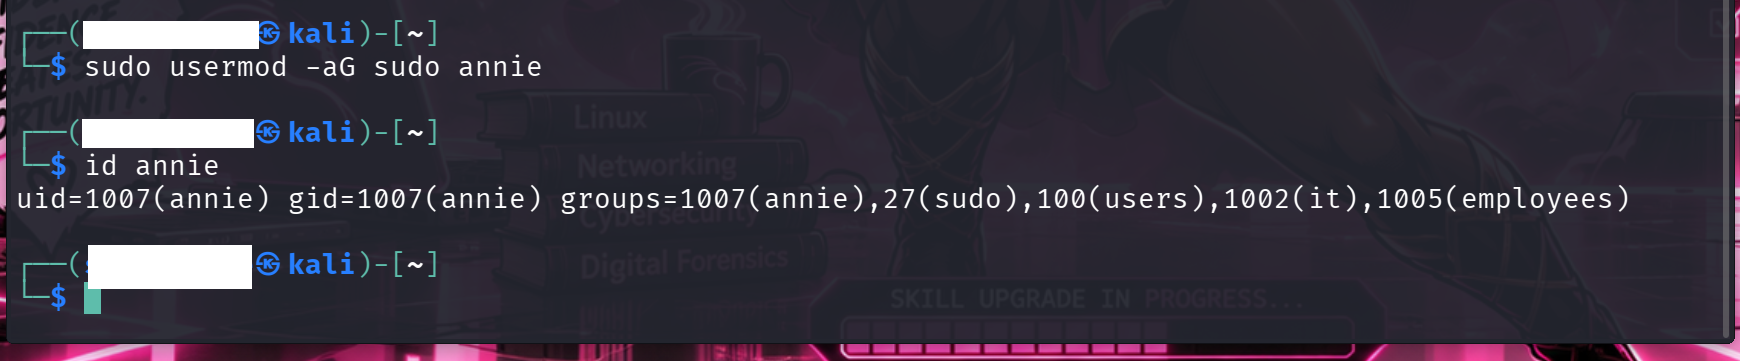 ┌──(㉿kali)-[~]
└─$ sudo usermod -aG sudo annie
┌──(㉿kali)-[~]
└─$ id annie
uid=1007(annie) gid=1007(annie) groups=1007(annie),27(sudo),100(users),1002(it),1005(employees)
┌──(㉿kali)-[~]
└─$
Linux
Networking
Cybersecurity
Digital Forensics
SKILL UPGRADE IN PROGRESS...